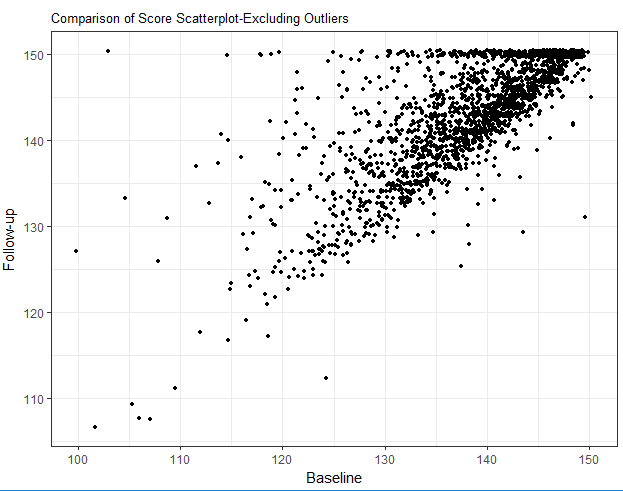 Comparison of Score Scatterplot-Excluding Outliers
150
140
130
120
110
Follow-up
100 110 120 130 140 150
Baseline